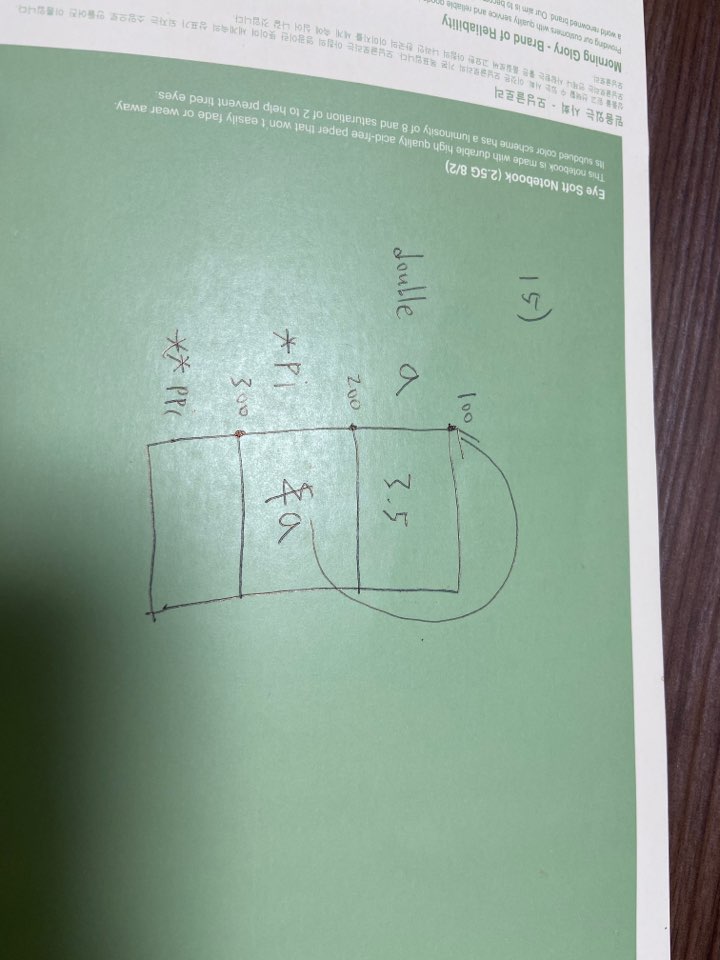 15)
100
double a 3.5
200
*pi &a
300
**ppi
Eye Soft Notebook (2.5G 8/2)
This notebook is made with durable high quality acid-free paper that won't easily fade or wear away.
Its subdued color scheme has a luminosity of 8 and saturation of 2 to help prevent tired eyes.
믿음있는 사회 · 모닝글로리
Morning Glory · Brand of Reliability
Providing our customers with quality service and reliable goods
a world renowned brand. Our aim is to become